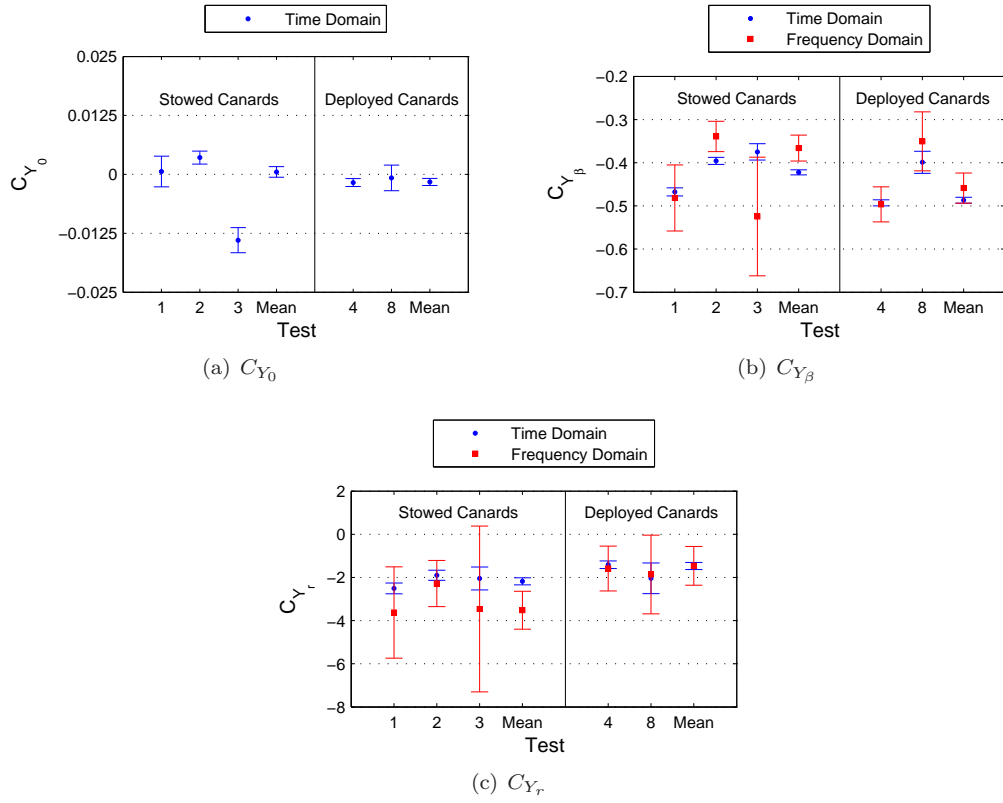 Time Domain
0.025
0.0125
0
−0.0125
−0.025
C_{Y_0}
Stowed Canards
Deployed Canards
1 2 3 Mean 4 8 Mean
Test
(a) C_{Y_0}
Time Domain
Frequency Domain
−0.2
−0.3
−0.4
−0.5
−0.6
−0.7
C_{Y_β}
Stowed Canards
Deployed Canards
1 2 3 Mean 4 8 Mean
Test
(b) C_{Y_β}
Time Domain
Frequency Domain
2
0
−2
−4
−6
−8
C_{Y_r}
Stowed Canards
Deployed Canards
1 2 3 Mean 4 8 Mean
Test
(c) C_{Y_r}